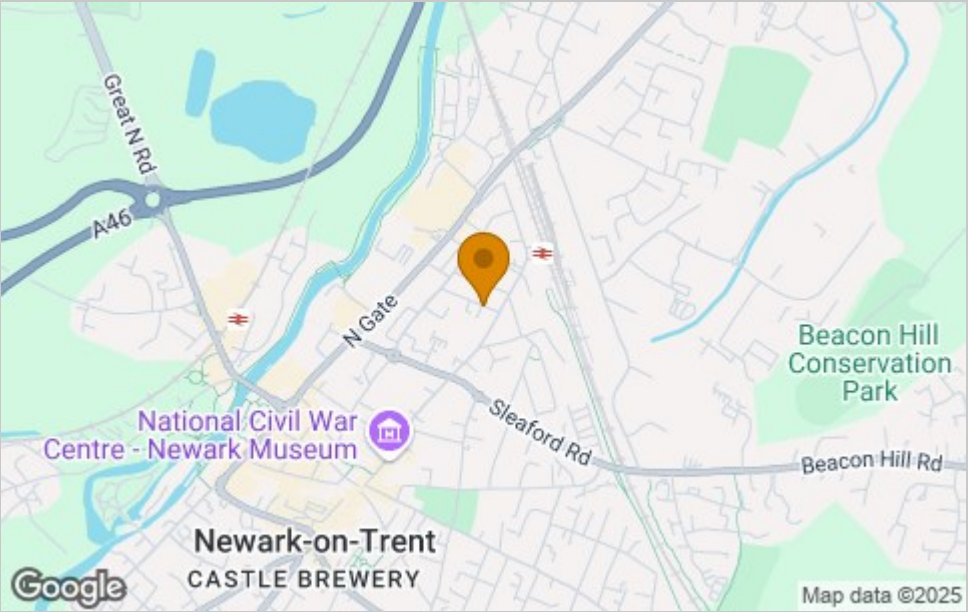 Great N Rd
A46
N Gate
Beacon Hill
Conservation
Park
National Civil War
Centre - Newark Museum
Sleaford Rd
Beacon Hill Rd
Newark-on-Trent
CASTLE BREWERY
Google
Map data ©2025